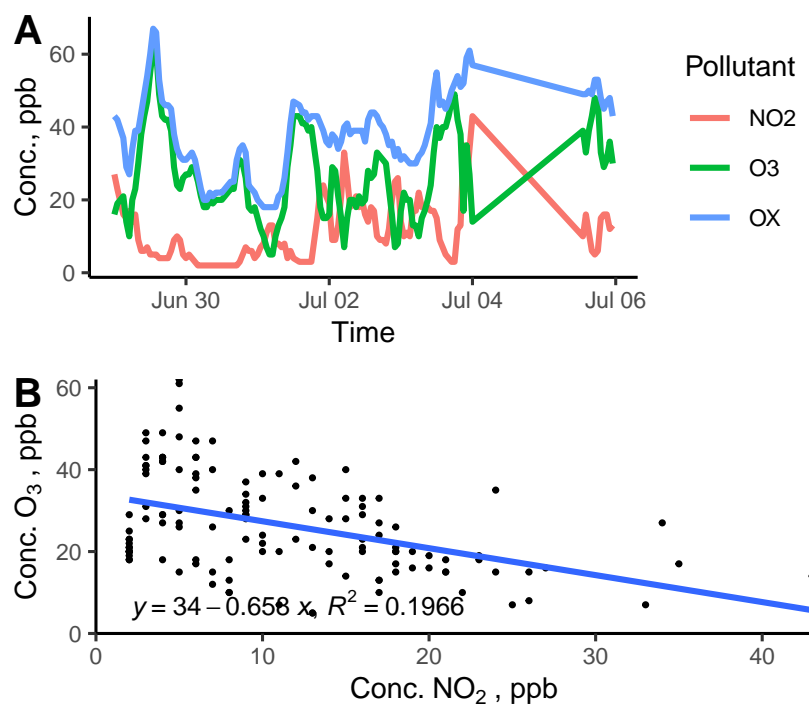 A
60
40
20
0
Conc., ppb
Jun 30
Jul 02
Jul 04
Jul 06
Time
Pollutant
NO2
O3
OX
B
60
40
20
0
Conc. O₃ , ppb
y = 34 − 0.658 x, R² = 0.1966
0
10
20
30
40
Conc. NO₂ , ppb